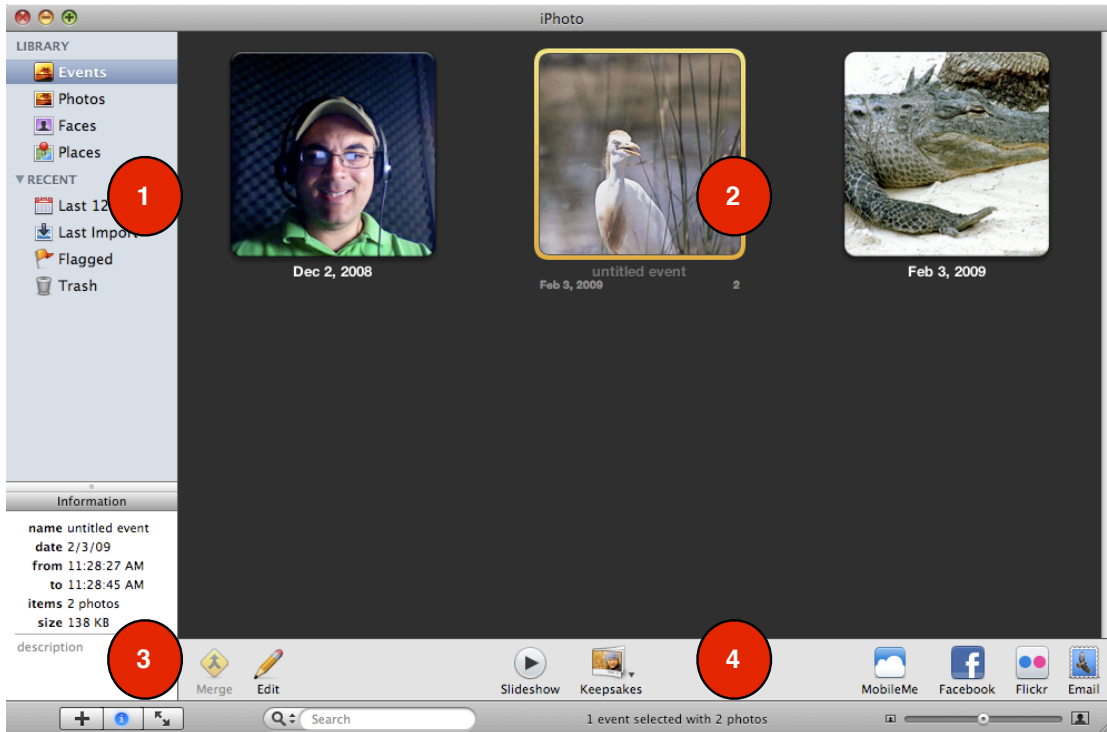 iPhoto
LIBRARY
Events
Photos
Faces
Places
RECENT
Last 12
Last Import
Flagged
Trash
1
2
Dec 2, 2008
untitled event
Feb 3, 2009 2
Feb 3, 2009
Information
name untitled event
date 2/3/09
from 11:28:27 AM
to 11:28:45 AM
items 2 photos
size 138 KB
description
3
4
Merge
Edit
Slideshow
Keepsakes
MobileMe
Facebook
Flickr
Email
Search
1 event selected with 2 photos